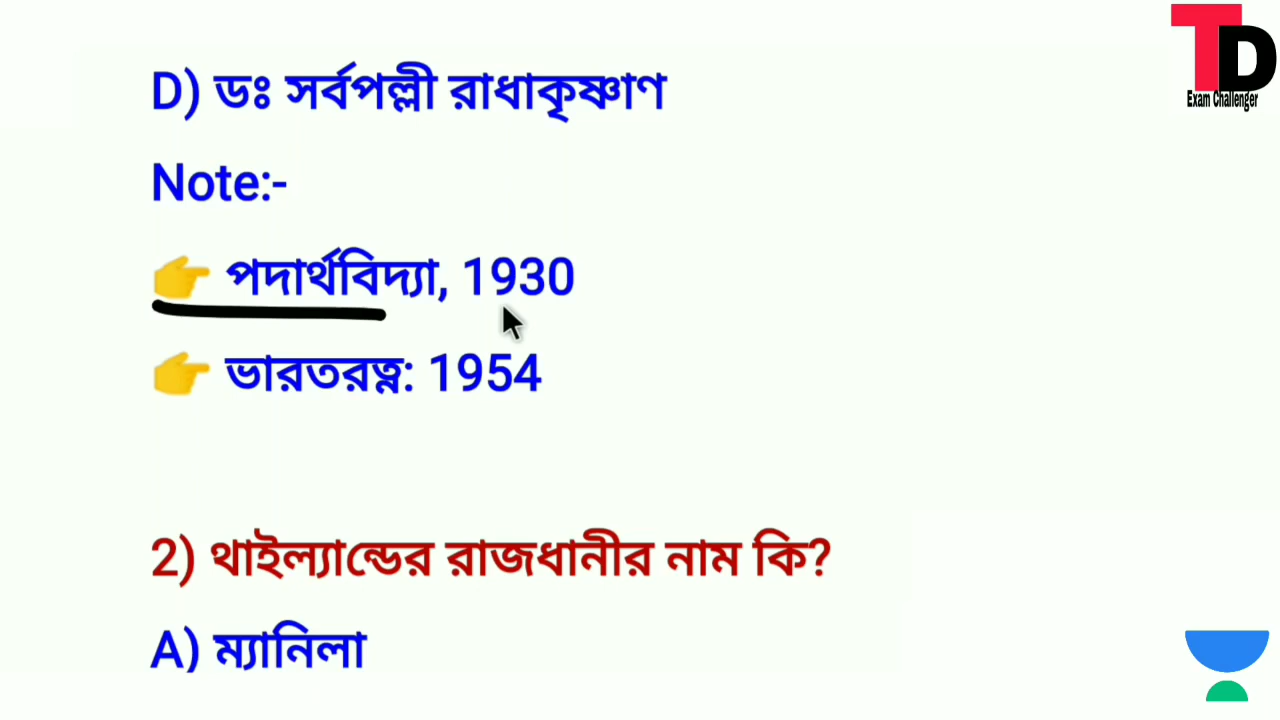 TD
Exam Challenger
D) ডঃ সর্বপল্লী রাধাকৃষ্ণাণ
Note:-
👉 পদার্থবিদ্যা, 1930
👉 ভারতরত্ন: 1954
2) থাইল্যান্ডের রাজধানীর নাম কি?
A) ম্যানিলা